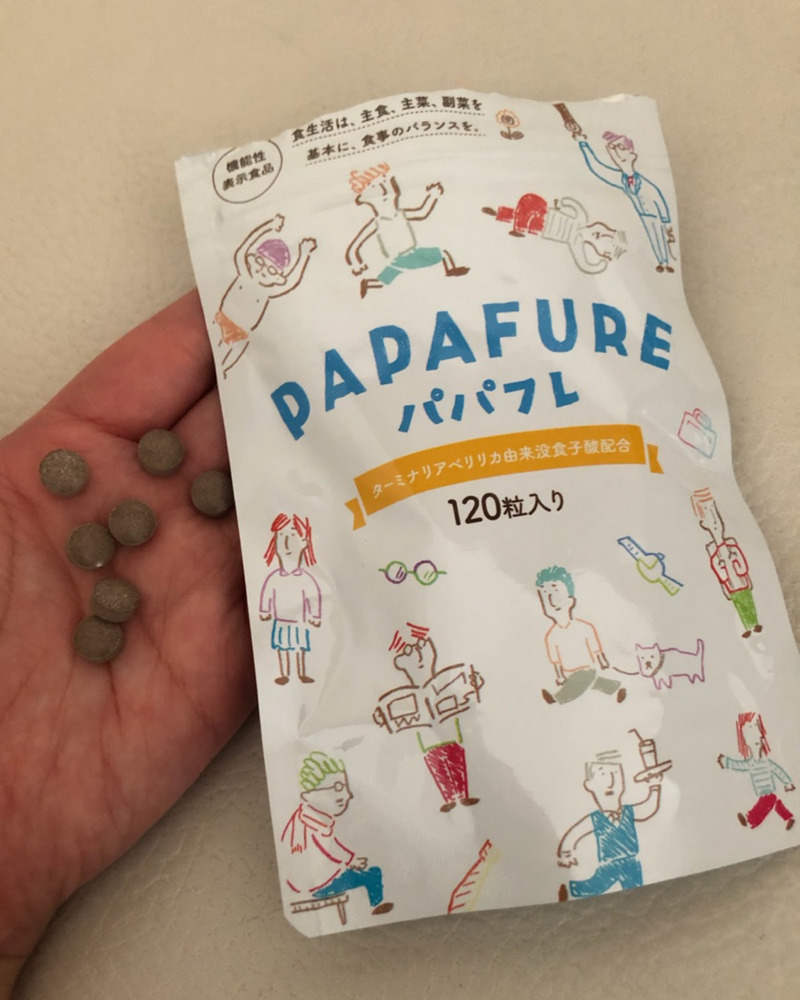 機能性
表示食品
食生活は、主食、主菜、副菜を
基本に、食事のバランスを。
PAPAFURE
パパフレ
ターミナリアベリリカ由来没食子酸配合
120粒入り